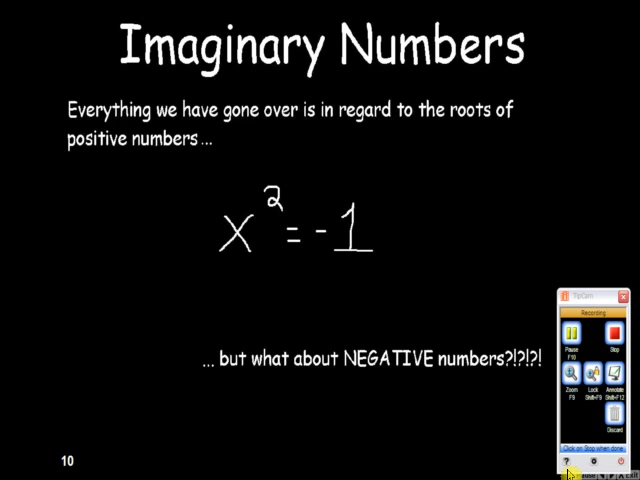 Imaginary Numbers
Everything we have gone over is in regard to the roots of
positive numbers ...
x² = -1
... but what about NEGATIVE numbers?!?!?!
10
TipCam
Recording
Pause Stop
F10
Zoom Lock Annotate
F9 Shift+F9 Shift+F12
Discard
Click on Stop when done
?
Exit